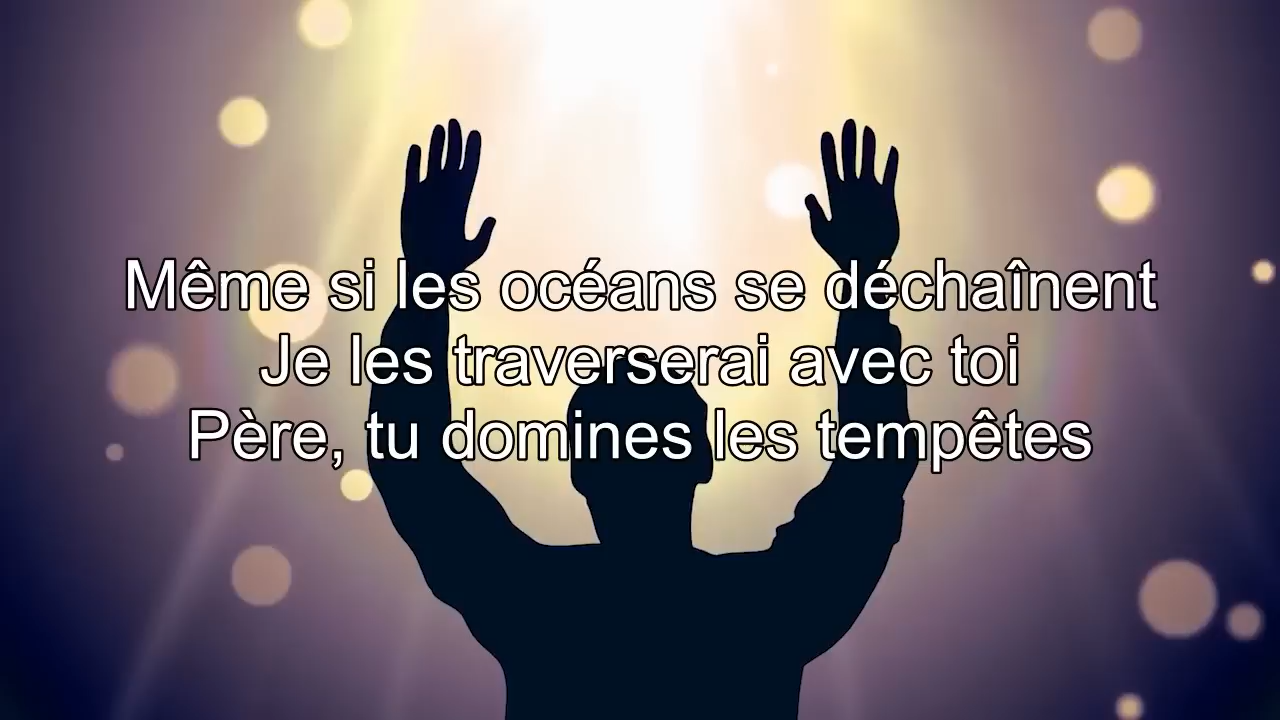 Même si les océans se déchaînent
Je les traverserai avec toi
Père, tu domines les tempêtes